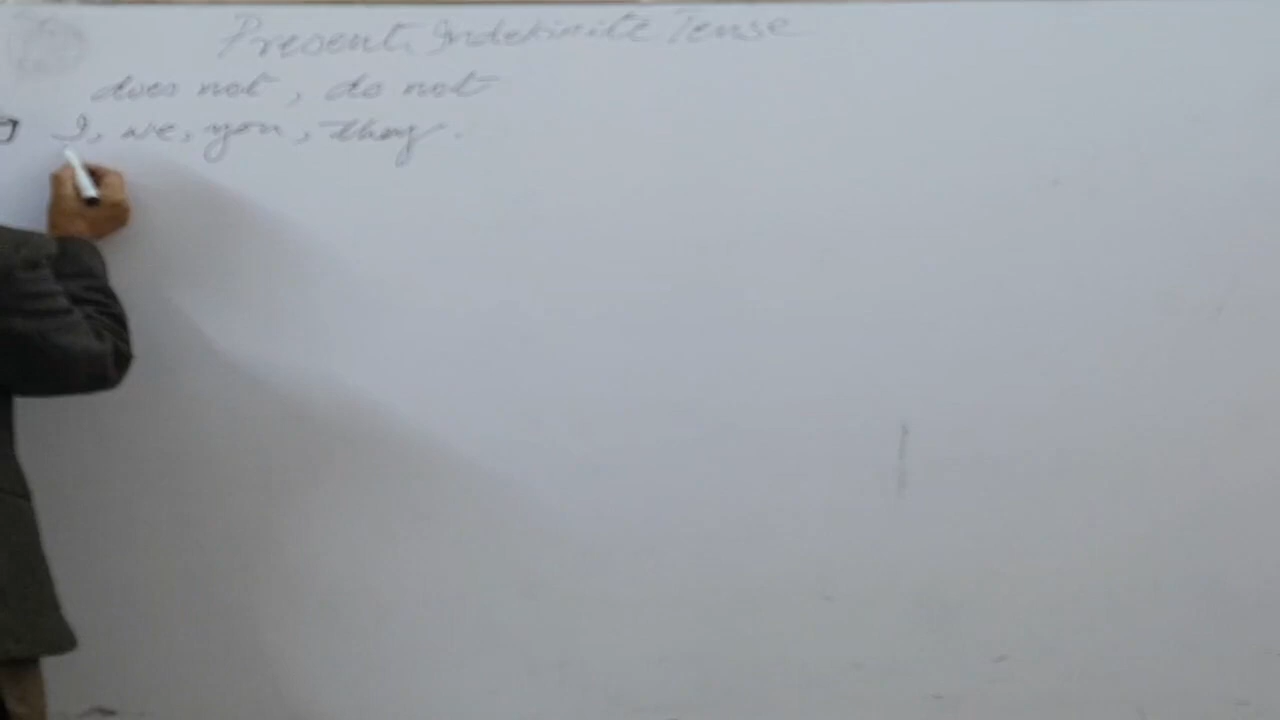 Present Indefinite Tense
does not, do not
I, we, you, they.